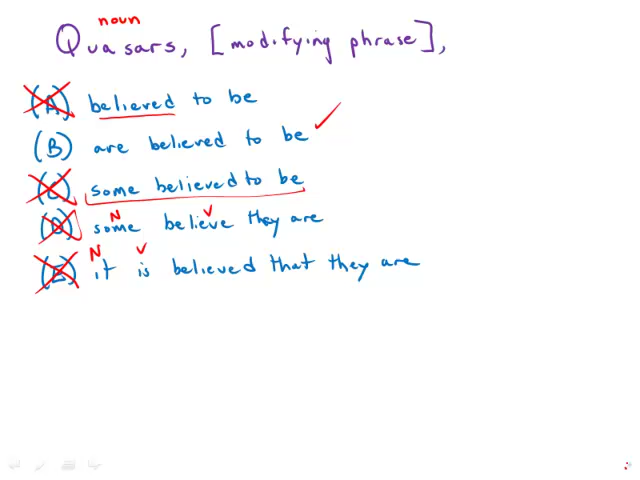 noun
Quasars, [modifying phrase],
(A) believed to be
(B) are believed to be
(C) some believed to be
N V
(D) some believe they are
N V
(E) it is believed that they are